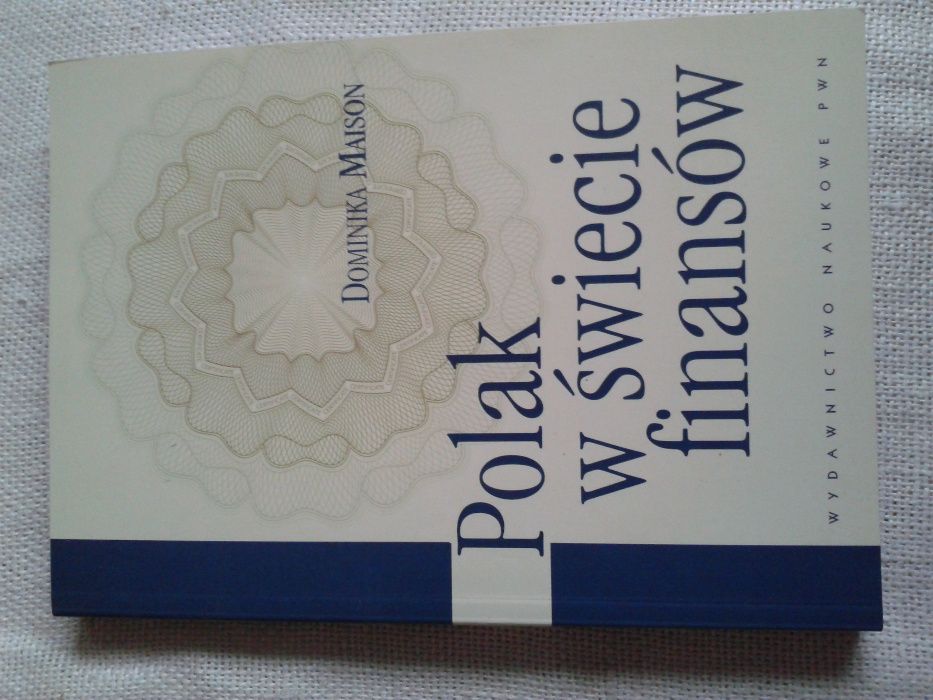 DOMINIKA MAISON
Polak
w świecie
finansów
WYDAWNICTWO NAUKOWE PWN